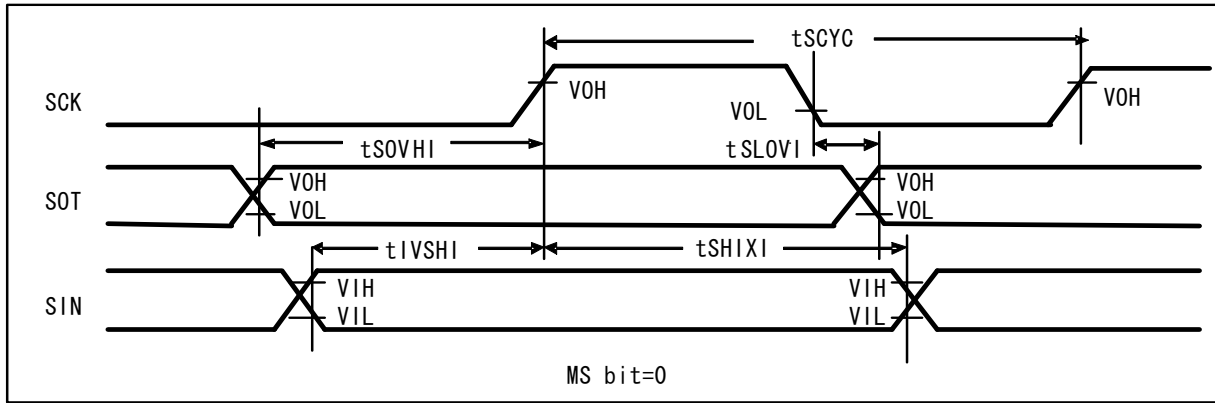 tSCYC
SCK
VOH
VOL
VOH
tSOVHI
tSLOVI
SOT
VOH
VOL
VOH
VOL
tIVSHI
tSHIXI
SIN
VIH
VIL
VIH
VIL
MS bit=0